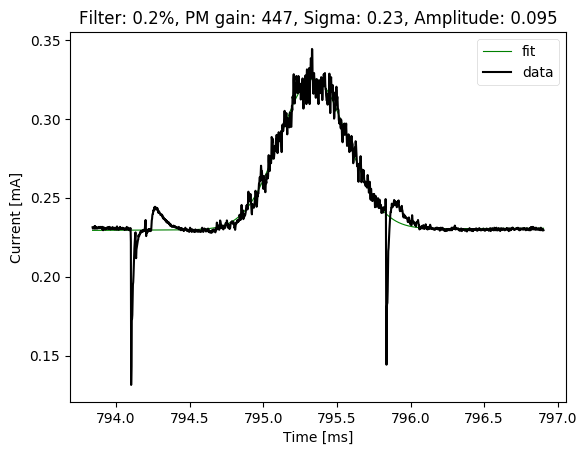 Filter: 0.2%, PM gain: 447, Sigma: 0.23, Amplitude: 0.095
fit
data
Current [mA]
0.35
0.30
0.25
0.20
0.15
794.0 794.5 795.0 795.5 796.0 796.5 797.0
Time [ms]